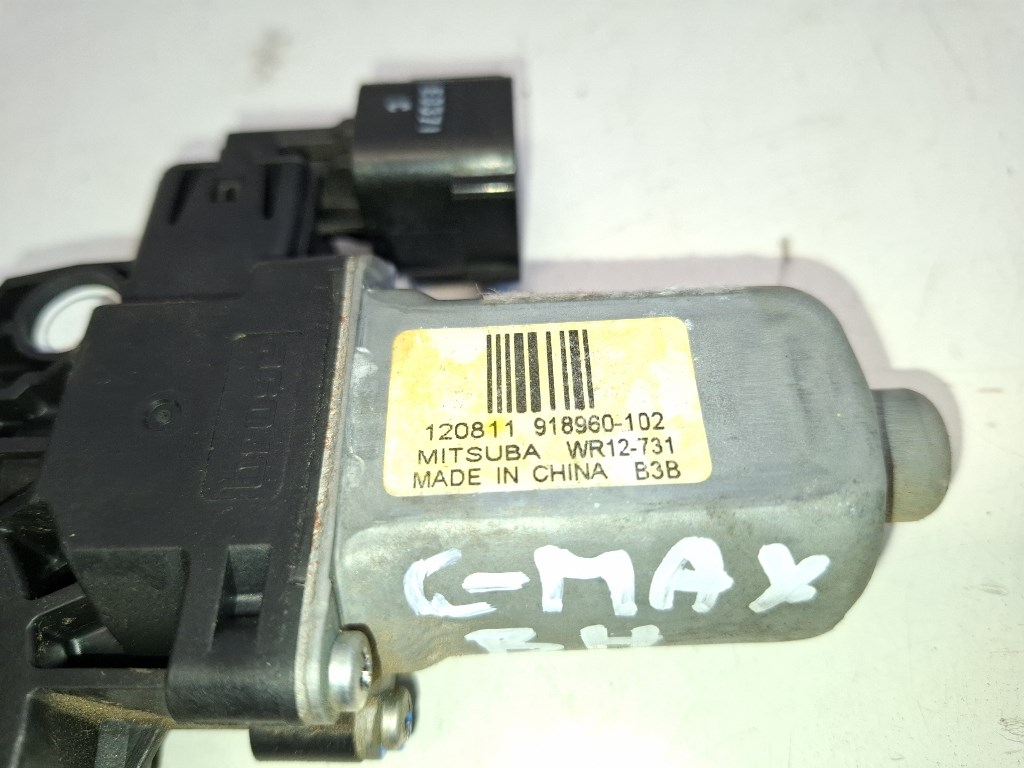 120811 918960-102
MITSUBA WR12-731
MADE IN CHINA B3B
C-MAX